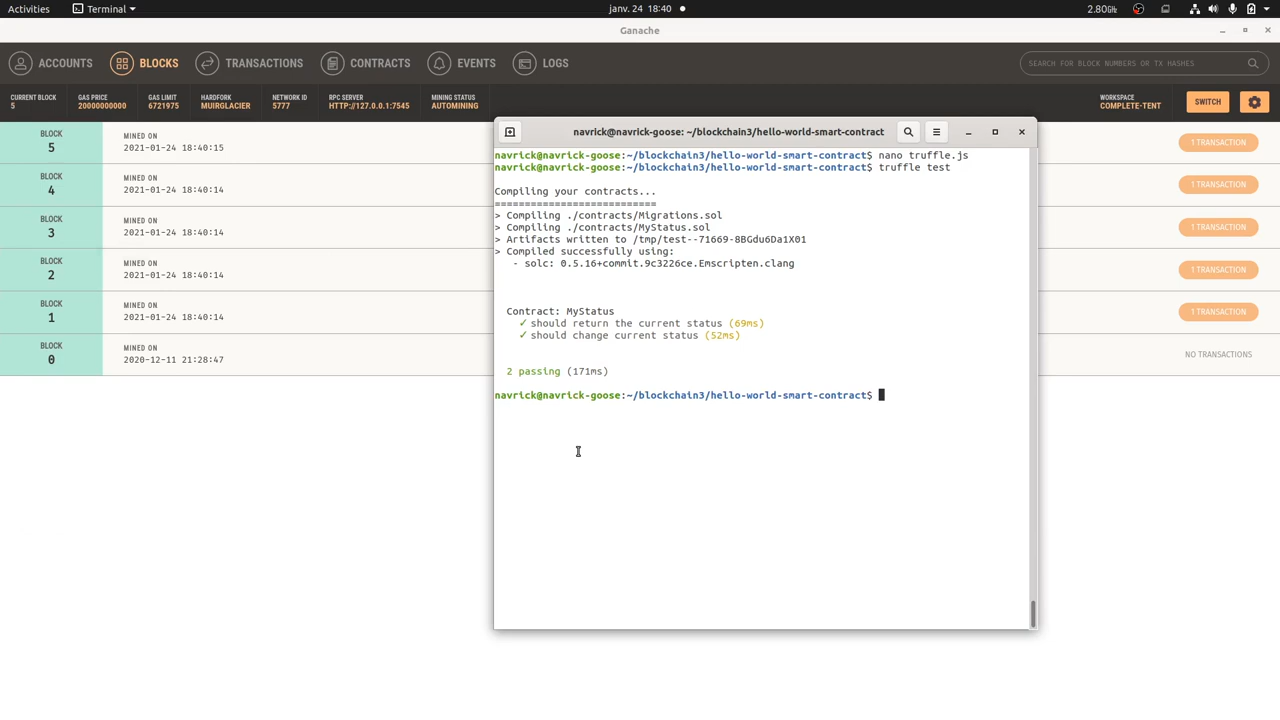 Activities Terminal janv. 24 18:40 2.80GHz
Ganache
ACCOUNTS BLOCKS TRANSACTIONS CONTRACTS EVENTS LOGS SEARCH FOR BLOCK NUMBERS OR TX HASHES
CURRENT BLOCK GAS PRICE GAS LIMIT HARDFORK NETWORK ID RPC SERVER MINING STATUS WORKSPACE SWITCH
5 20000000000 6721975 MUIRGLACIER 5777 HTTP://127.0.0.1:7545 AUTOMINING COMPLETE-TENT
BLOCK MINED ON
5 2021-01-24 18:40:15 1 TRANSACTION
BLOCK MINED ON
4 2021-01-24 18:40:14 1 TRANSACTION
BLOCK MINED ON
3 2021-01-24 18:40:14 1 TRANSACTION
BLOCK MINED ON
2 2021-01-24 18:40:14 1 TRANSACTION
BLOCK MINED ON
1 2021-01-24 18:40:14 1 TRANSACTION
BLOCK MINED ON
0 2020-12-11 21:28:47 NO TRANSACTIONS
navrick@navrick-goose: ~/blockchain3/hello-world-smart-contract
navrick@navrick-goose:~/blockchain3/hello-world-smart-contract$ nano truffle.js
navrick@navrick-goose:~/blockchain3/hello-world-smart-contract$ truffle test
Compiling your contracts...
===========================
> Compiling ./contracts/Migrations.sol
> Compiling ./contracts/MyStatus.sol
> Artifacts written to /tmp/test--71669-8BGdu6Da1X01
> Compiled successfully using:
- solc: 0.5.16+commit.9c3226ce.Emscripten.clang
Contract: MyStatus
✓ should return the current status (69ms)
✓ should change current status (52ms)
2 passing (171ms)
navrick@navrick-goose:~/blockchain3/hello-world-smart-contract$